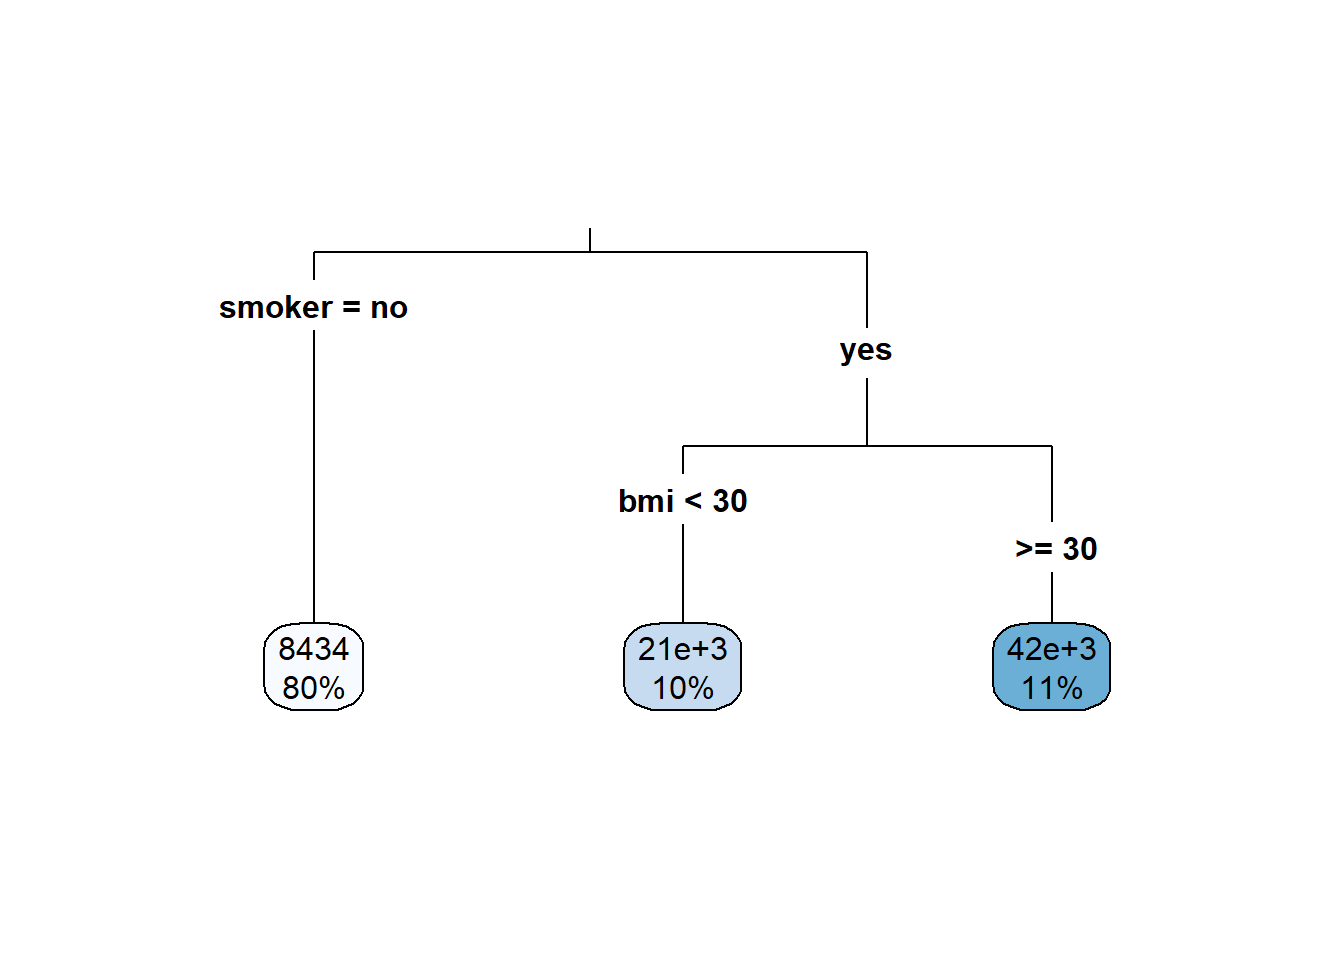 smoker = no
yes
bmi < 30
>= 30
8434
80%
21e+3
10%
42e+3
11%